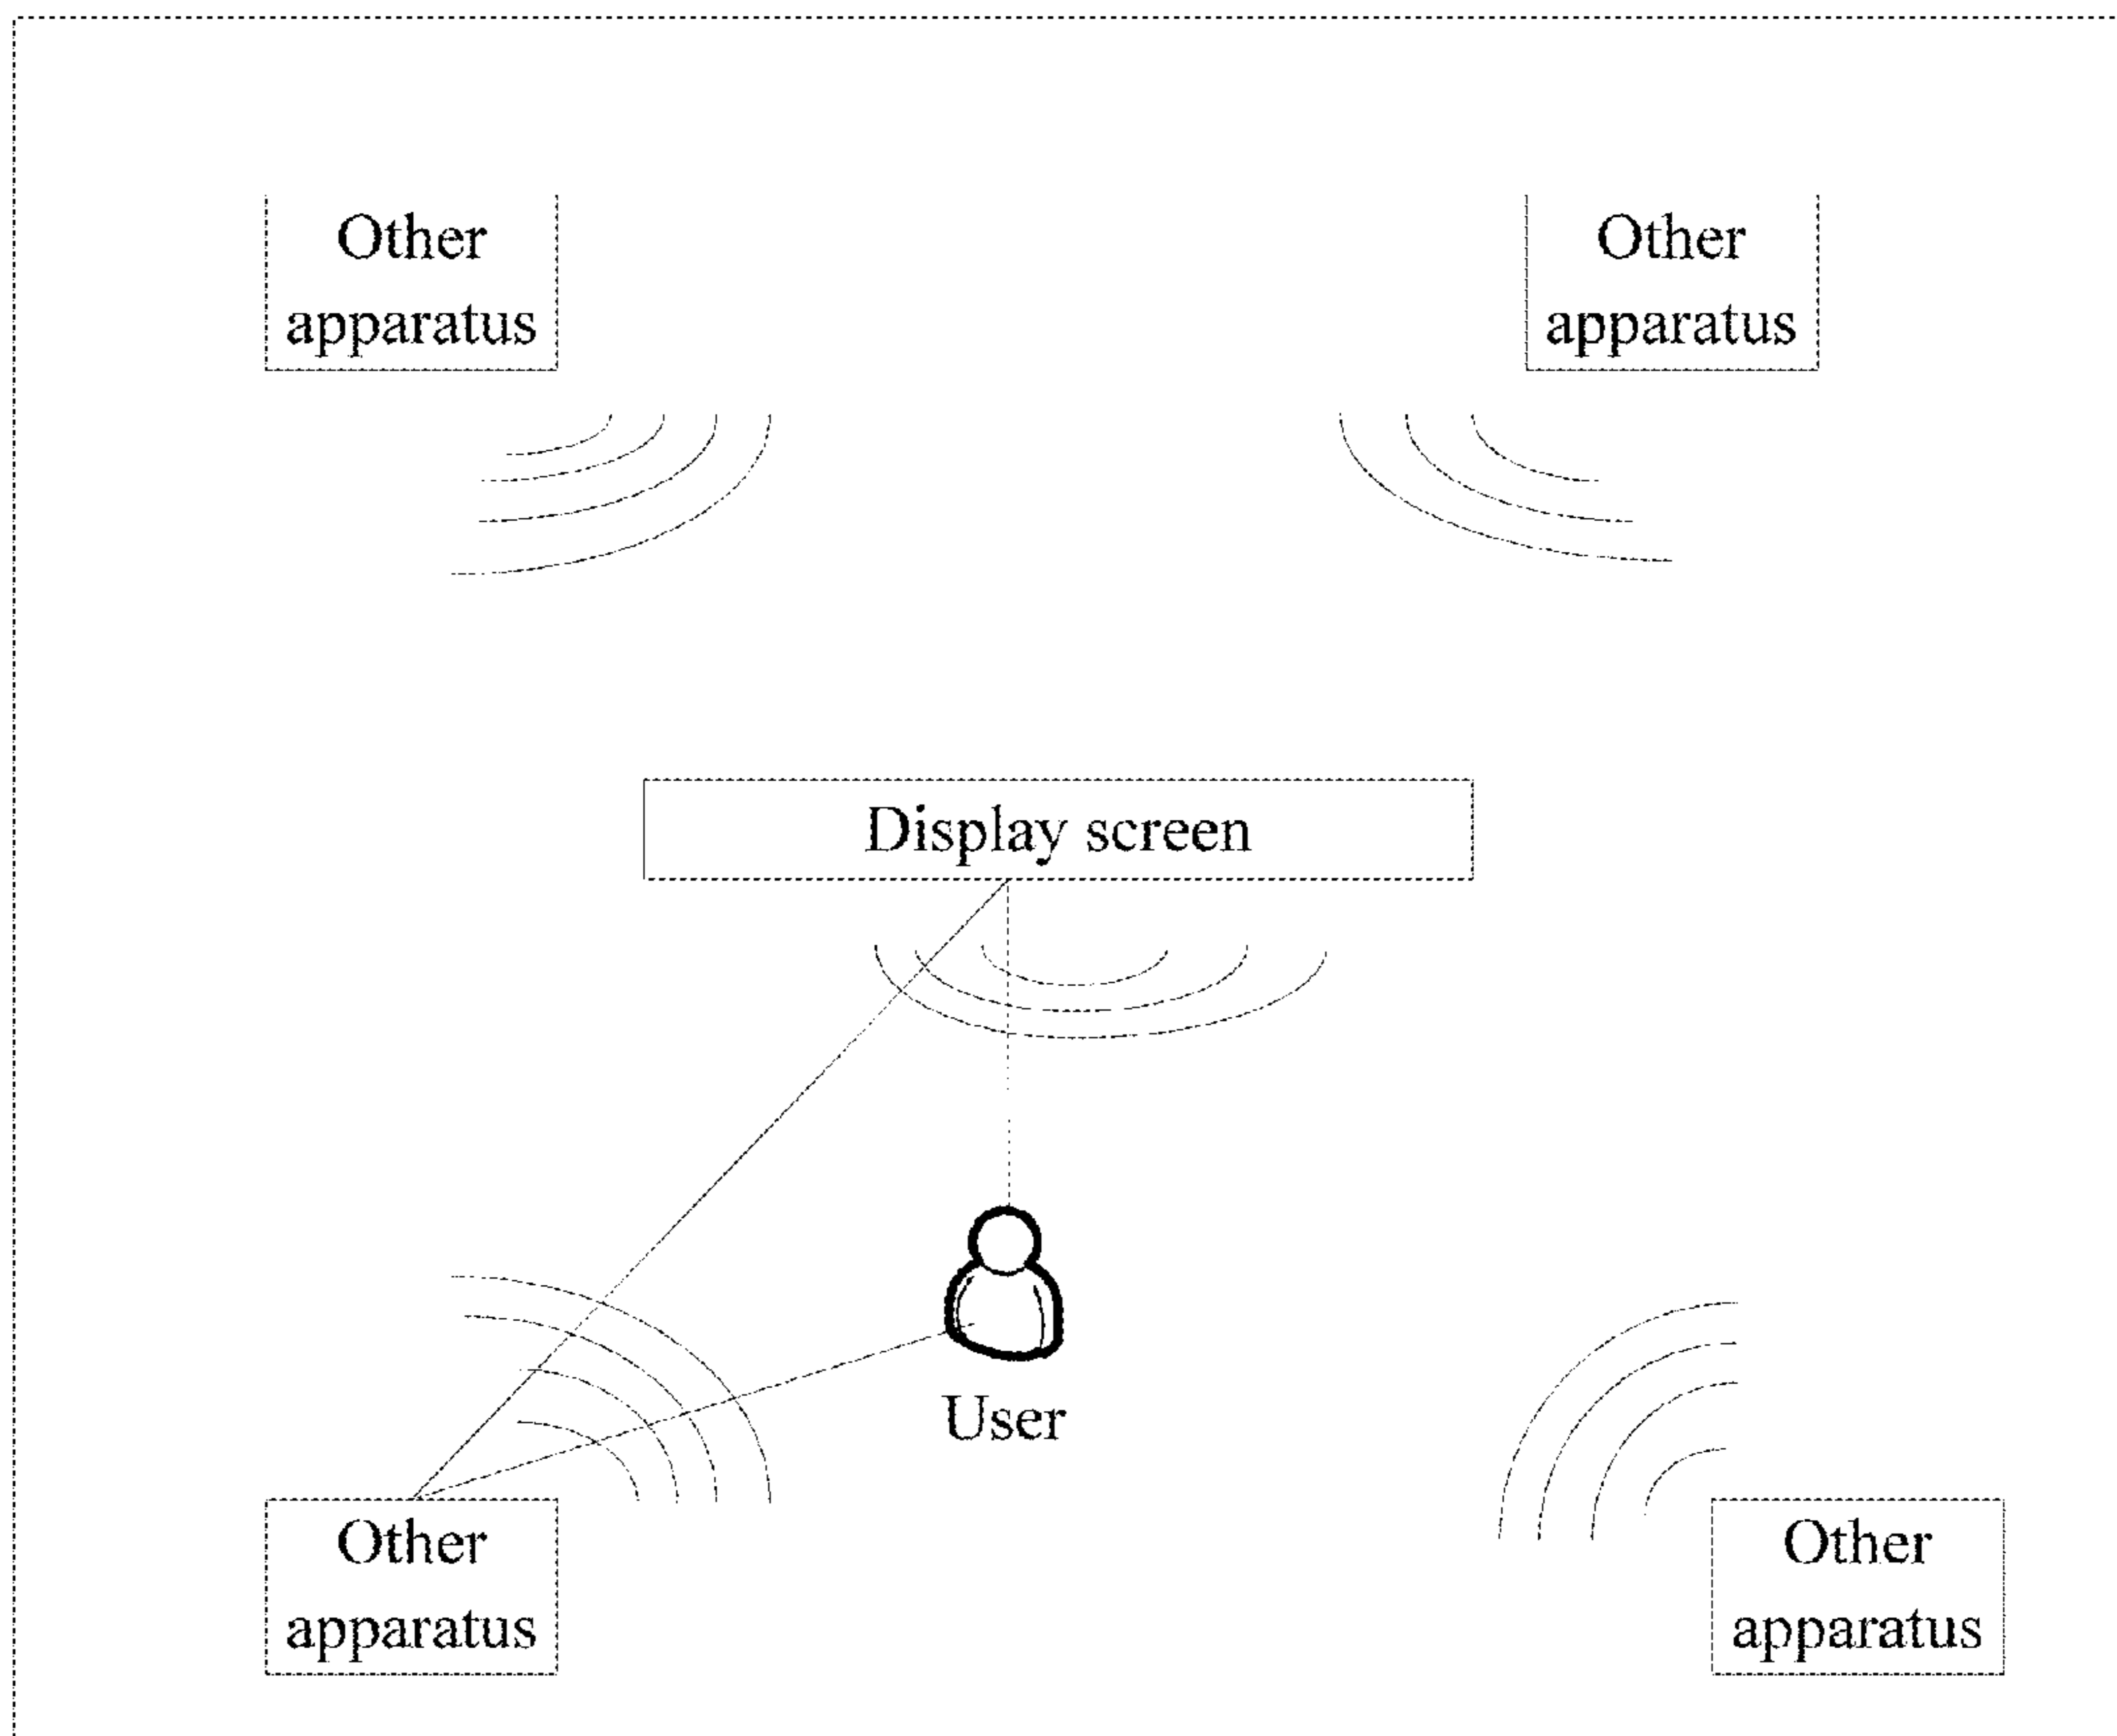 Other
apparatus
Other
apparatus
Display screen
User
Other
apparatus
Other
apparatus